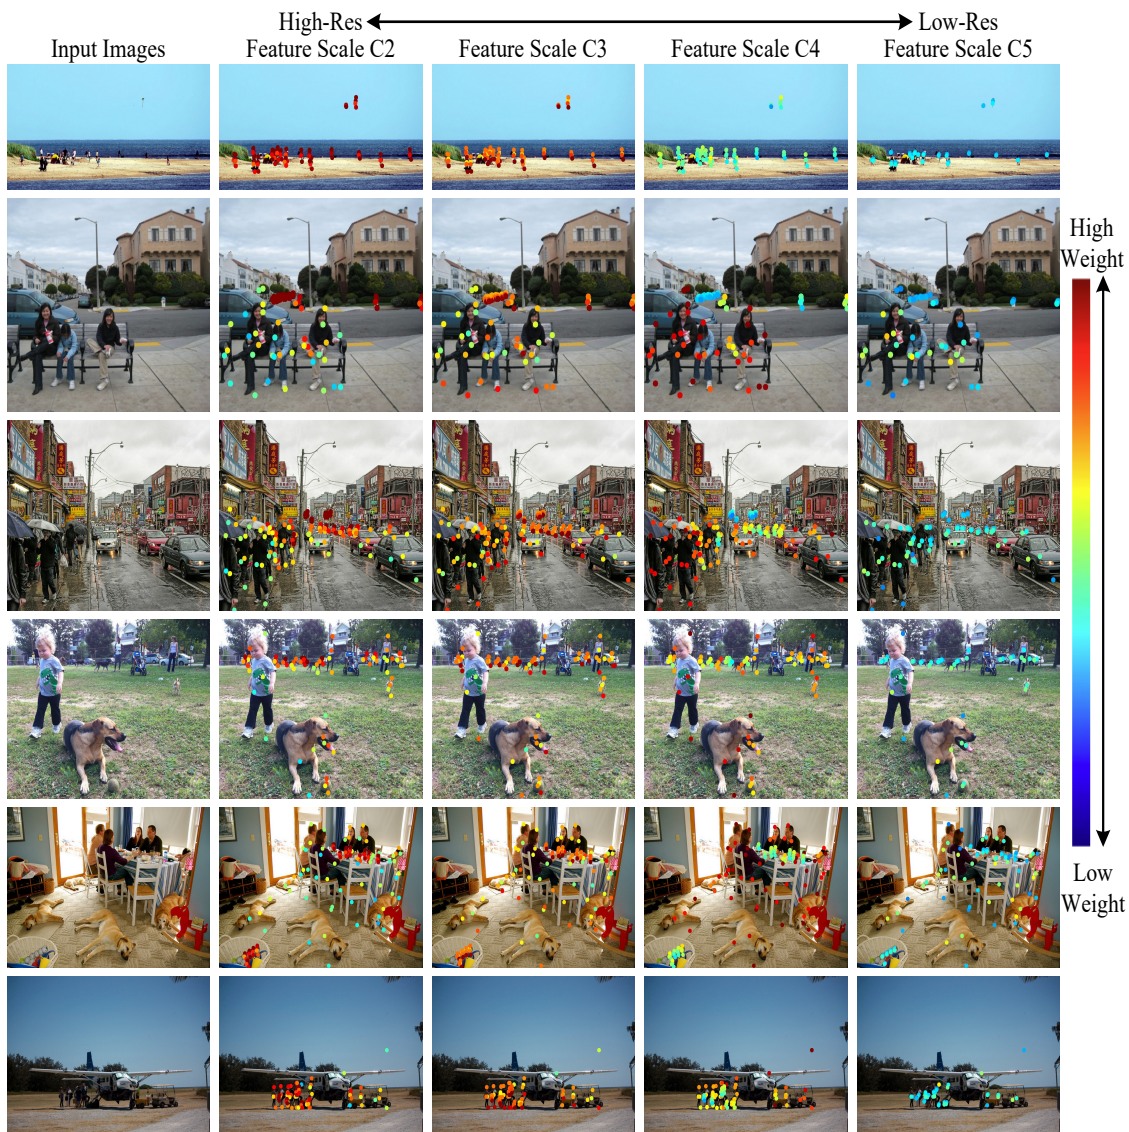 High-Res Low-Res
Input Images Feature Scale C2 Feature Scale C3 Feature Scale C4 Feature Scale C5
High
Weight
Low
Weight